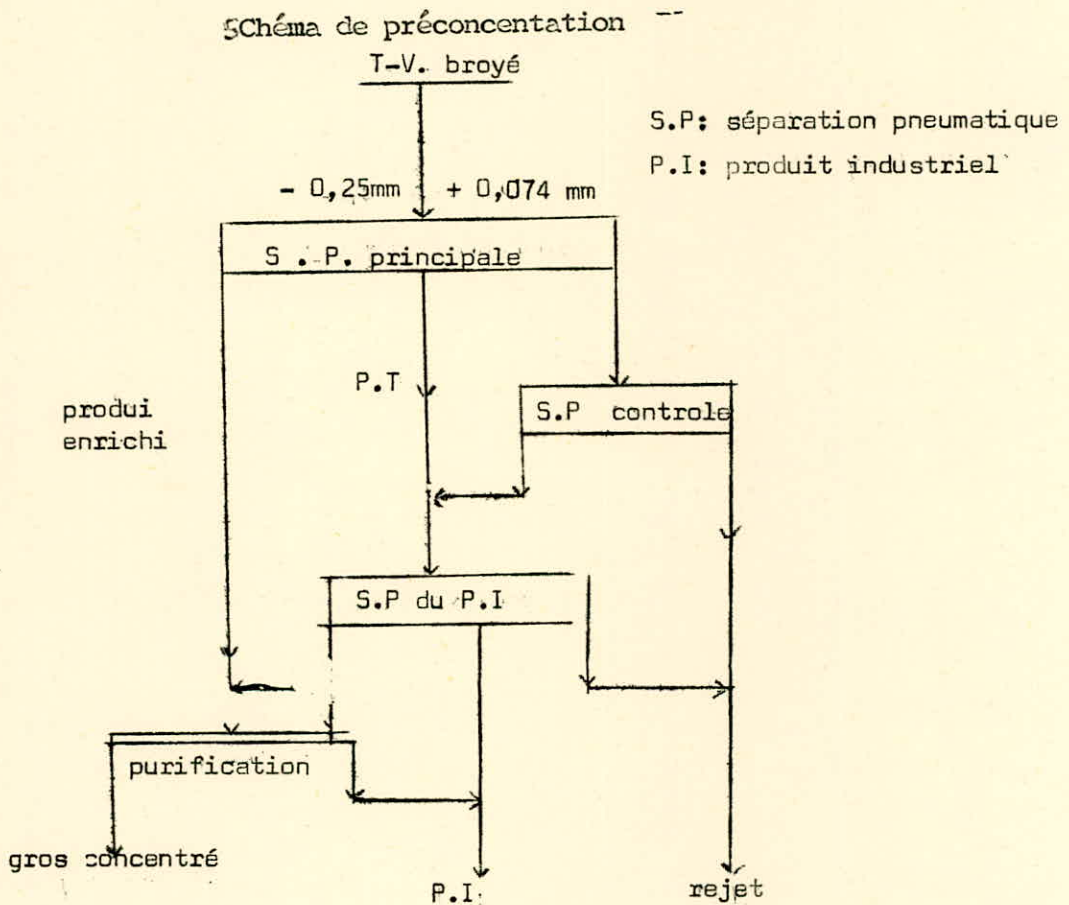 SChéma de préconcentation --
T-V. broyé
S.P: séparation pneumatique
P.I: produit industriel
- 0,25mm + 0,074 mm
S . P. principale
P.T
S.P controle
produi
enrichi
S.P du P.I
purification
gros concentré
P.I.
rejet